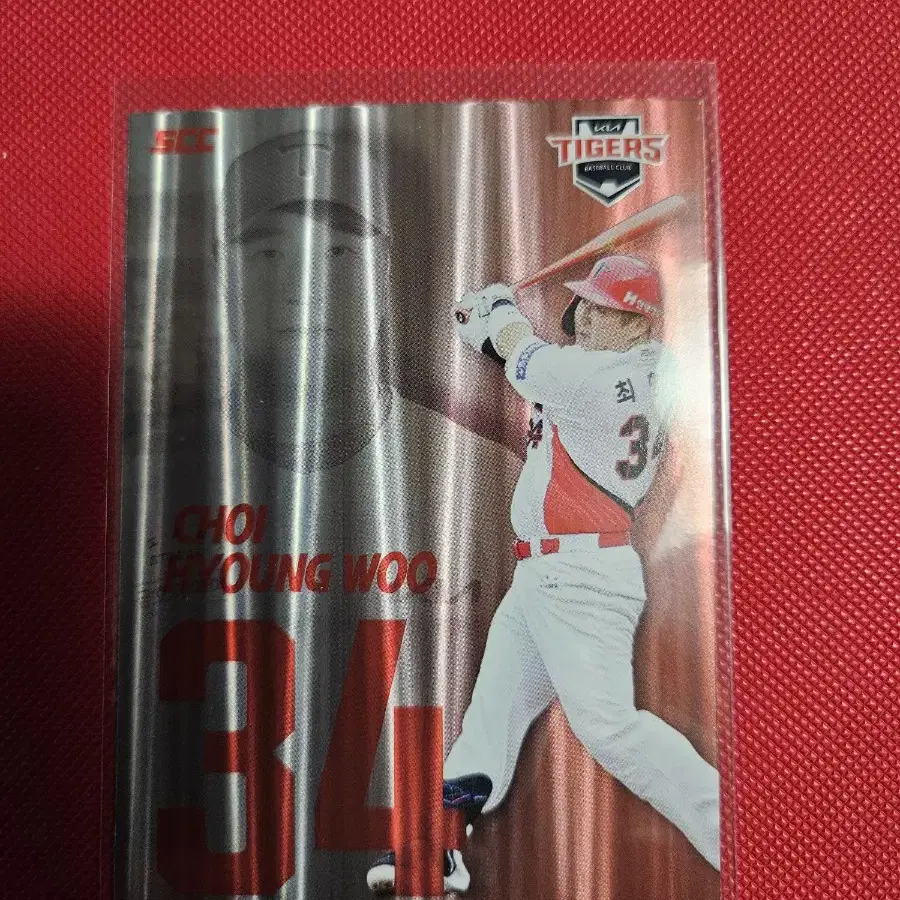 SCC
KIA
TIGERS
BASEBALL CLUB
T
H
최
34
CHOI
HYOUNG WOO
34